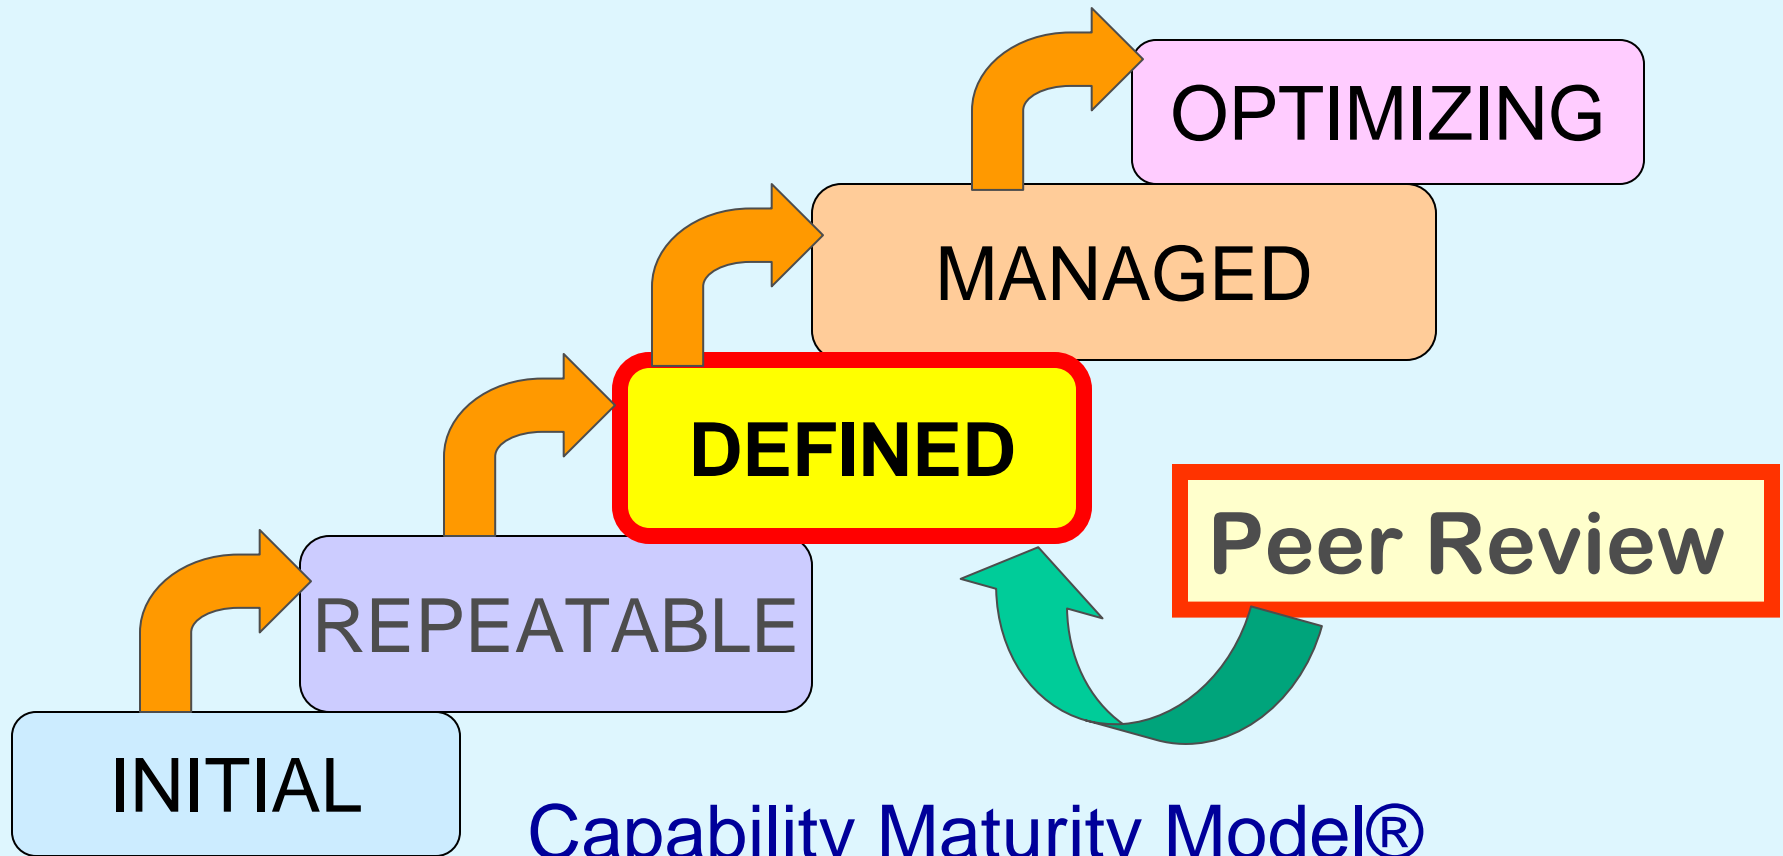 OPTIMIZING
MANAGED
DEFINED
Peer Review
REPEATABLE
INITIAL
Capability Maturity Model®